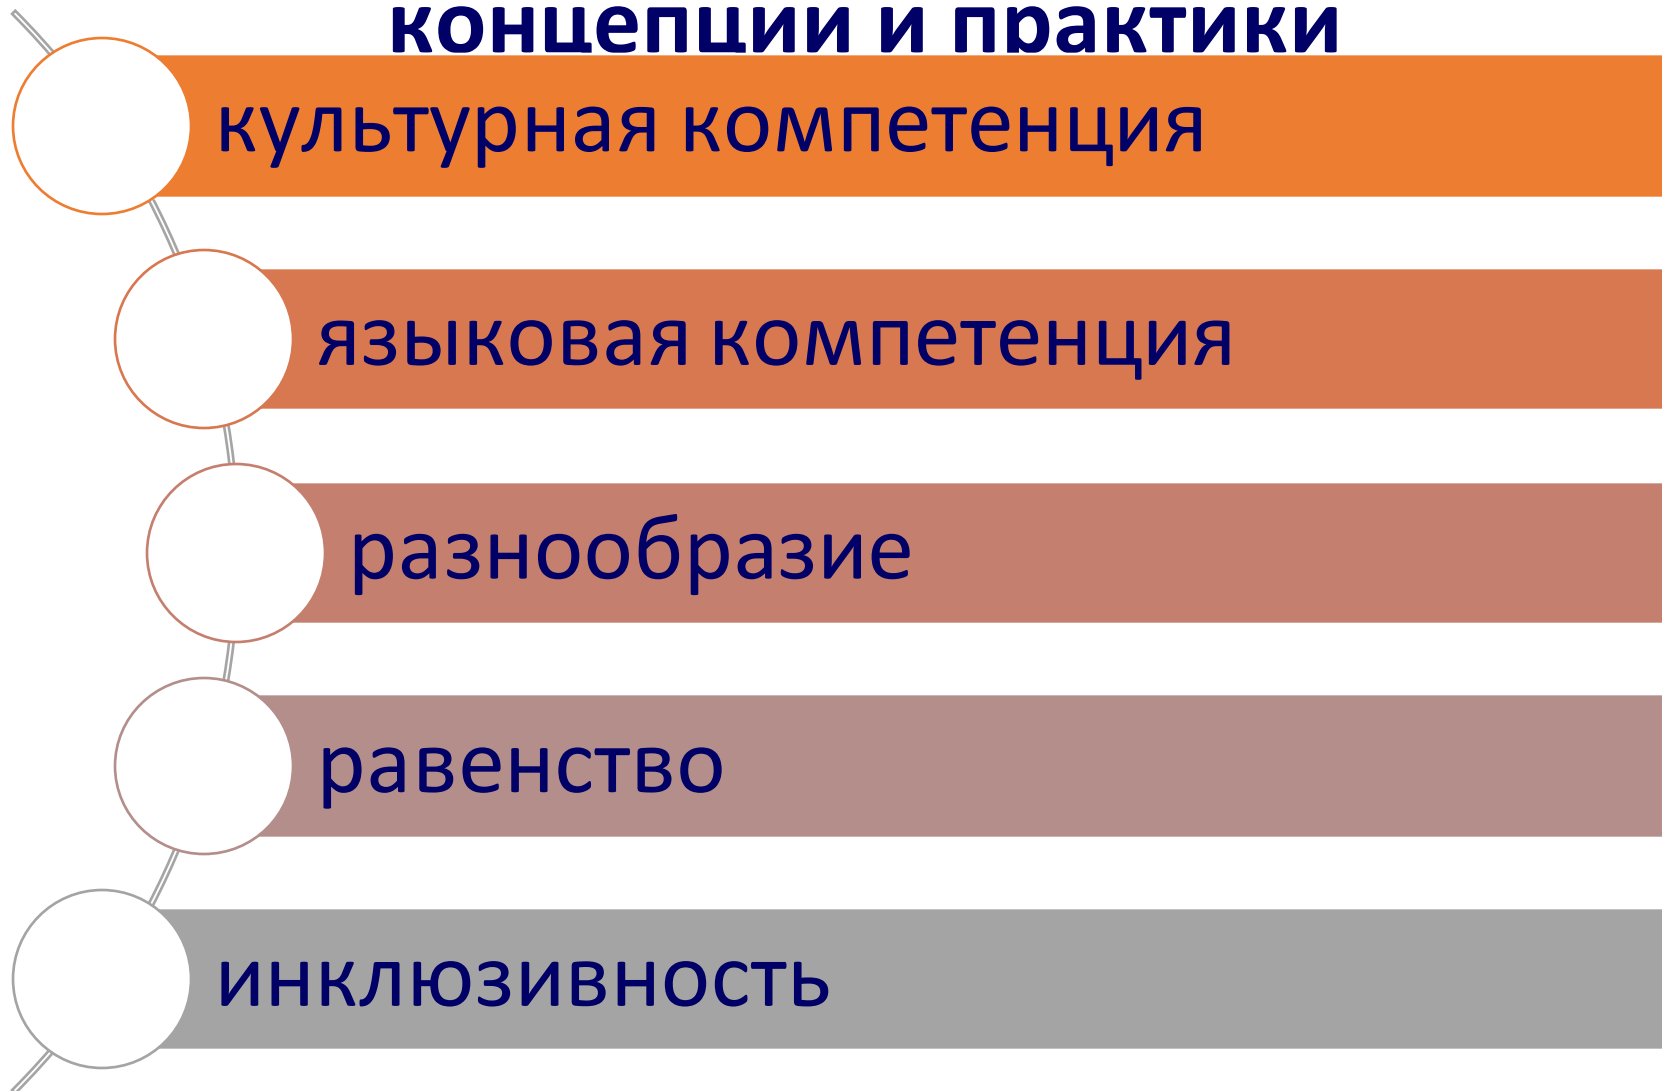 концепции и практики
культурная компетенция
языковая компетенция
разнообразие
равенство
инклюзивность